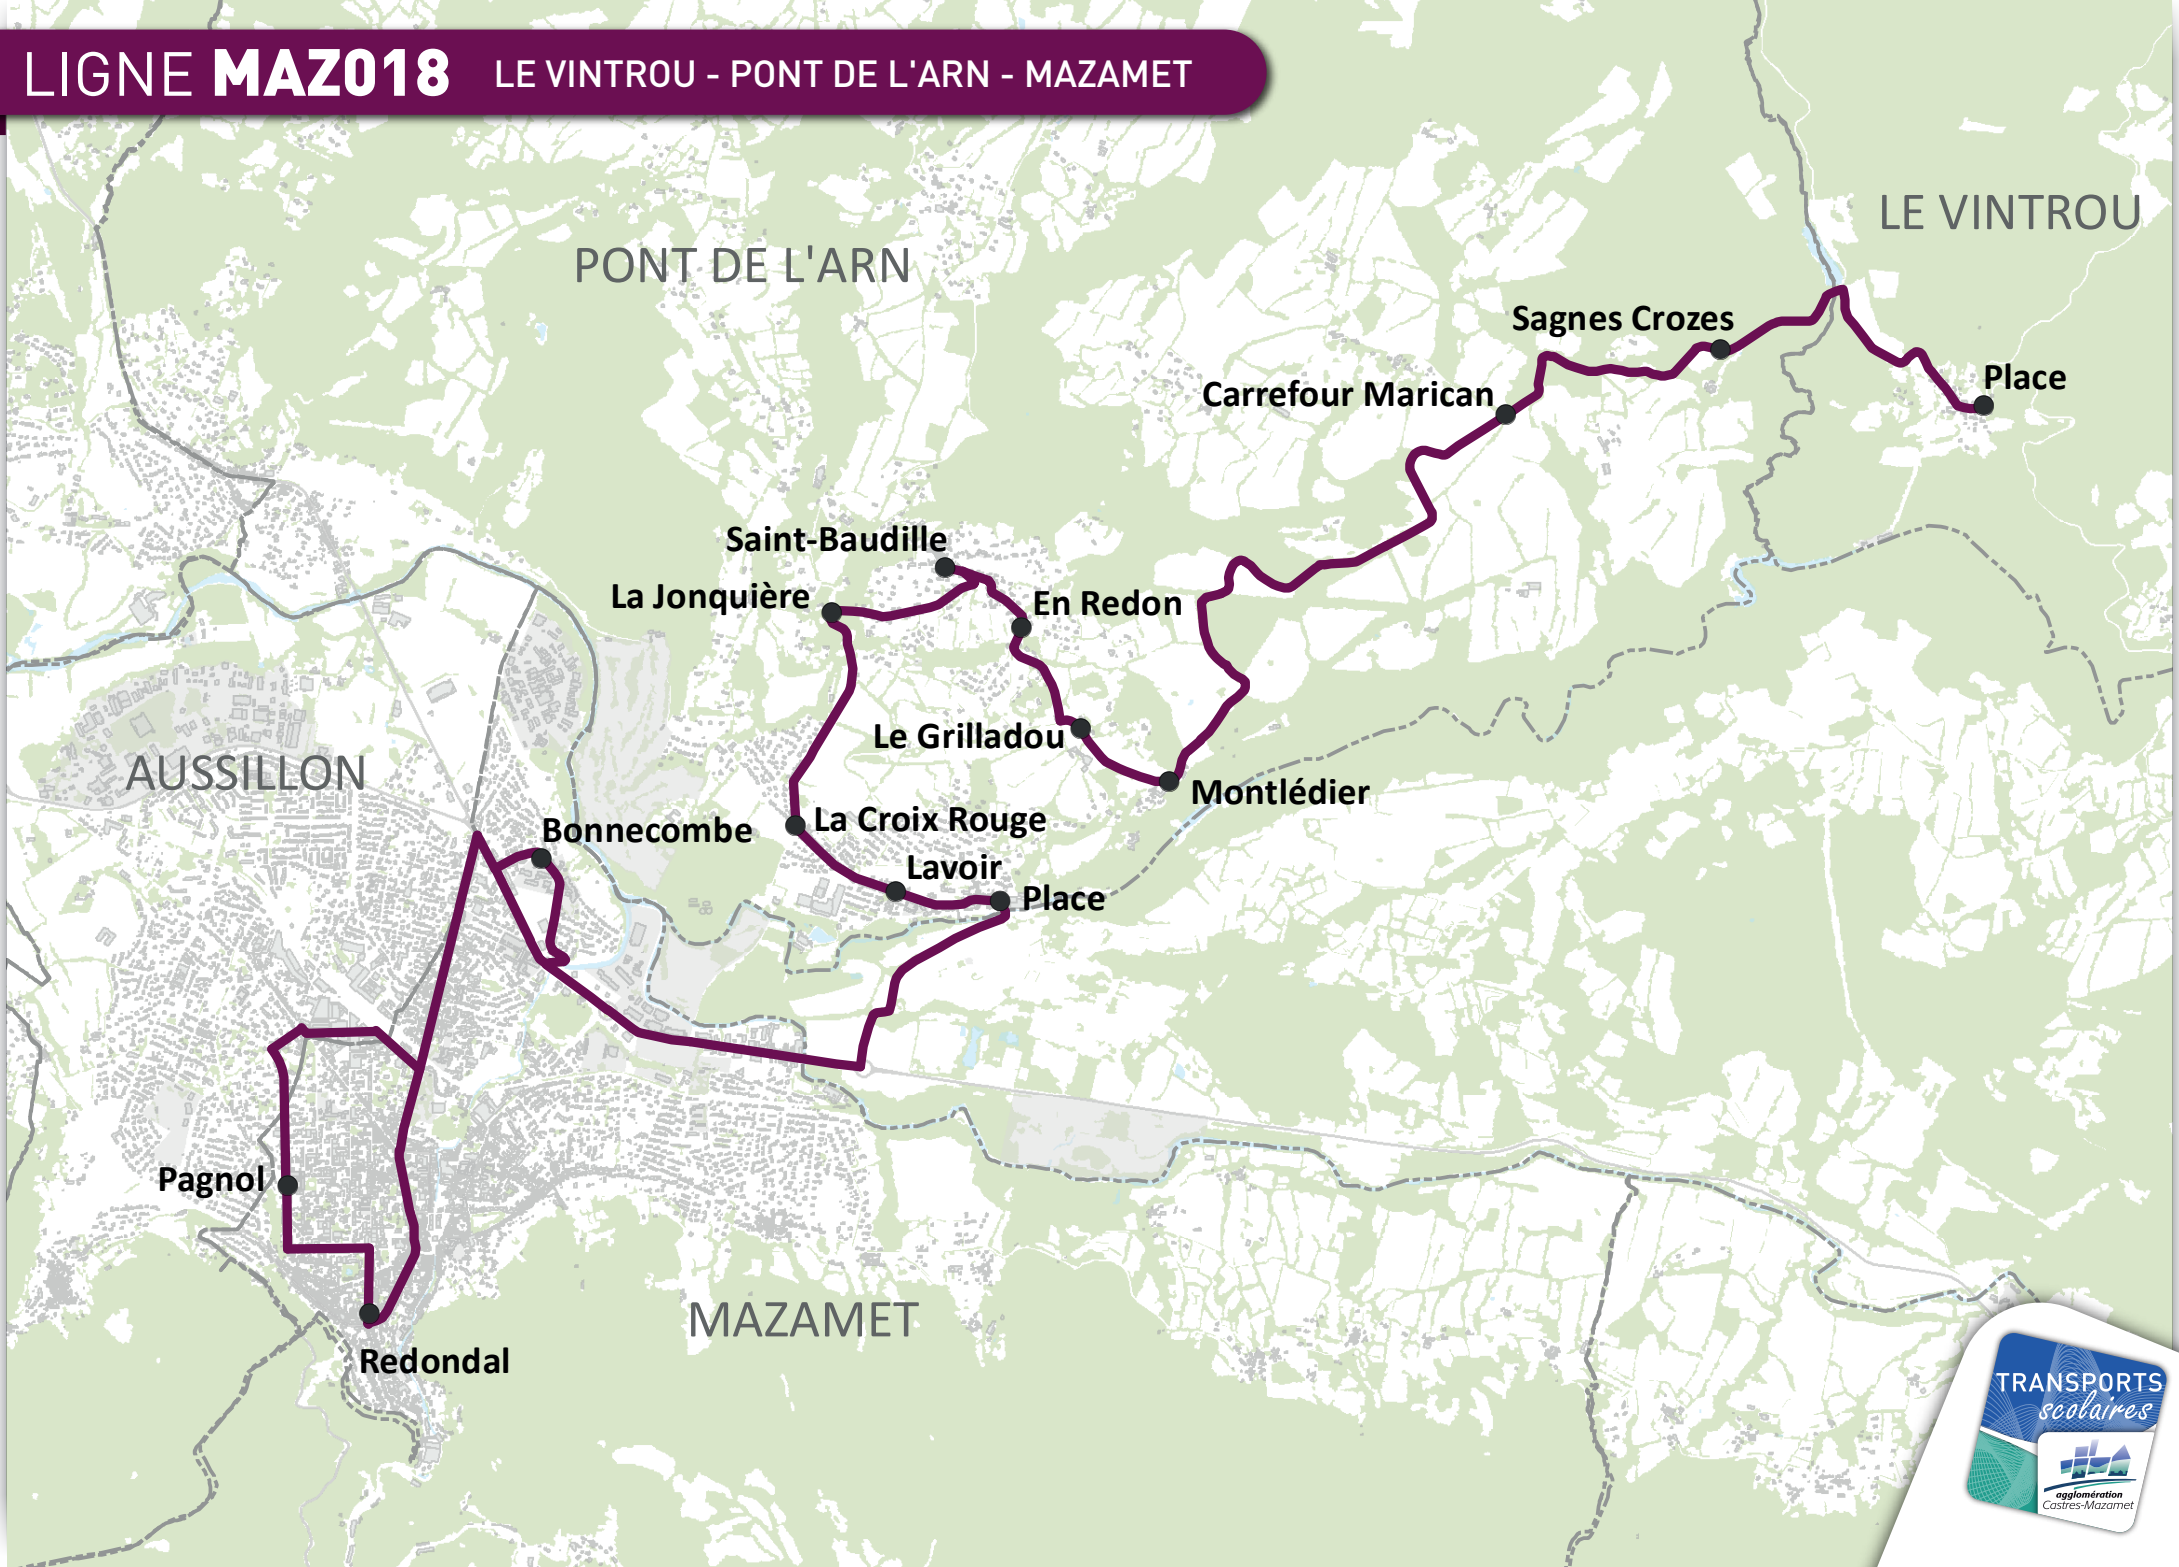 LIGNE MAZ018 LE VINTROU - PONT DE L'ARN - MAZAMET
LE VINTROU
PONT DE L'ARN
Sagnes Crozes
Place
Carrefour Marican
Saint-Baudille
La Jonquière
En Redon
Le Grilladou
AUSSILLON
Montlédier
La Croix Rouge
Bonnecombe
Lavoir
Place
Pagnol
MAZAMET
Redondal
TRANSPORTS
scolaires
agglomération
Castres-Mazamet